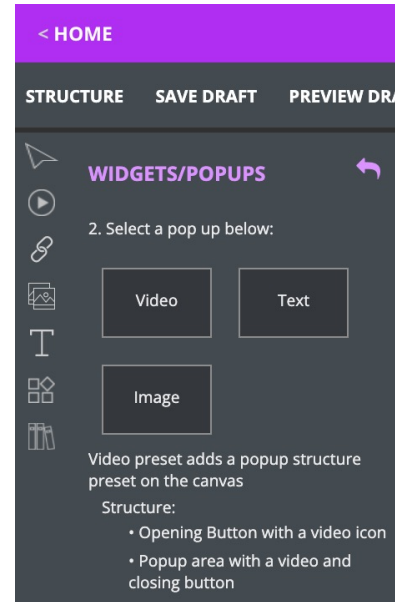 < HOME
STRUCTURE SAVE DRAFT PREVIEW DRA
WIDGETS/POPUPS
2. Select a pop up below:
Video Text
Image
Video preset adds a popup structure
preset on the canvas
Structure:
• Opening Button with a video icon
• Popup area with a video and
closing button